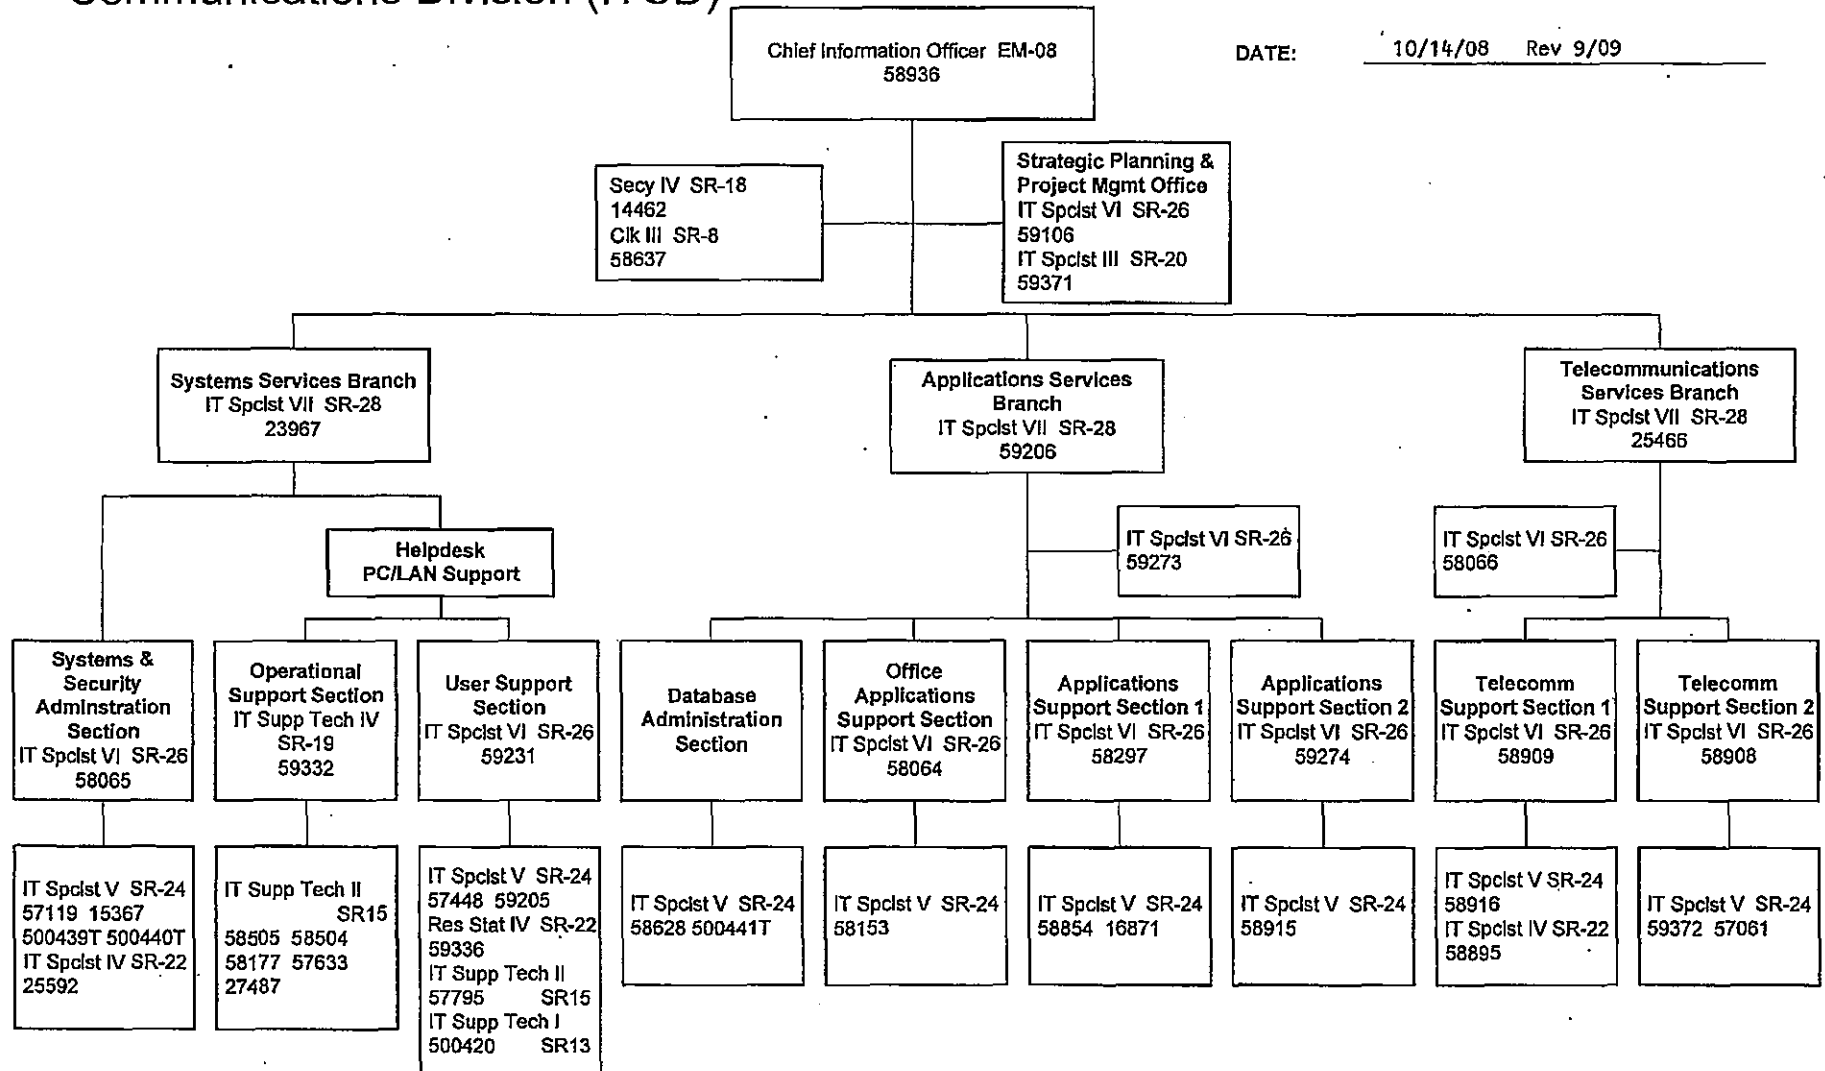 Communications Division (ITCD)
Chief Information Officer EM-08
58936
DATE: 10/14/08 Rev 9/09
Secy IV SR-18
14462
Clk III SR-8
58637
Strategic Planning &
Project Mgmt Office
IT Spclst VI SR-26
59106
IT Spclst III SR-20
59371
Systems Services Branch
IT Spclst VII SR-28
23967
Applications Services
Branch
IT Spclst VII SR-28
59206
Telecommunications
Services Branch
IT Spclst VII SR-28
25466
Helpdesk
PC/LAN Support
IT Spclst VI SR-26
59273
IT Spclst VI SR-26
58066
Systems &
Security
Adminstration
Section
IT Spclst VI SR-26
58065
Operational
Support Section
IT Supp Tech IV
SR-19
59332
User Support
Section
IT Spclst VI SR-26
59231
Database
Administration
Section
Office
Applications
Support Section
IT Spclst VI SR-26
58064
Applications
Support Section 1
IT Spclst VI SR-26
58297
Applications
Support Section 2
IT Spclst VI SR-26
59274
Telecomm
Support Section 1
IT Spclst VI SR-26
58909
Telecomm
Support Section 2
IT Spclst VI SR-26
58908
IT Spclst V SR-24
57119 15367
500439T 500440T
IT Spclst IV SR-22
25592
IT Supp Tech II
SR15
58505 58504
58177 57633
27487
IT Spclst V SR-24
57448 59205
Res Stat IV SR-22
59336
IT Supp Tech II
57795 SR15
IT Supp Tech I
500420 SR13
IT Spclst V SR-24
58628 500441T
IT Spclst V SR-24
58153
IT Spclst V SR-24
58854 16871
IT Spclst V SR-24
58915
IT Spclst V SR-24
58916
IT Spclst IV SR-22
58895
IT Spclst V SR-24
59372 57061